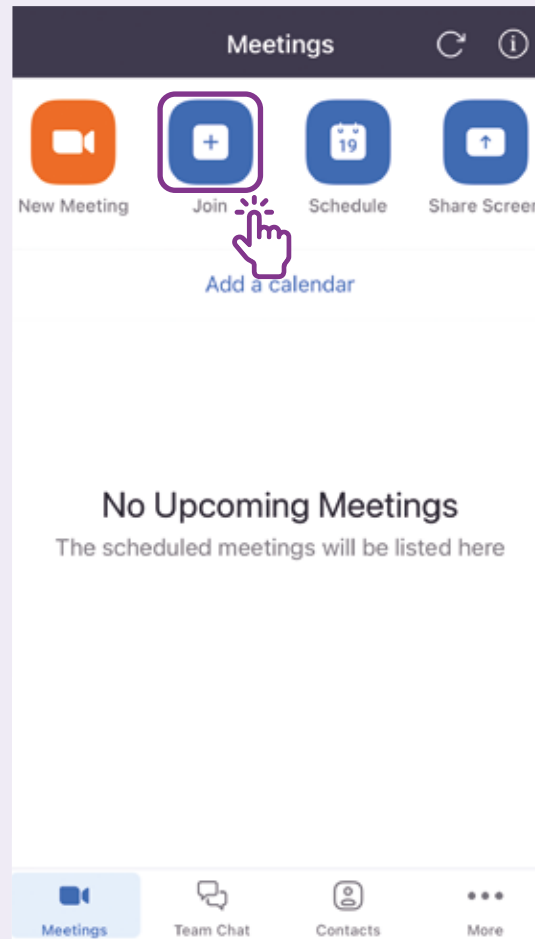 Meetings
19
New Meeting Join Schedule Share Screen
Add a calendar
No Upcoming Meetings
The scheduled meetings will be listed here
Meetings Team Chat Contacts More